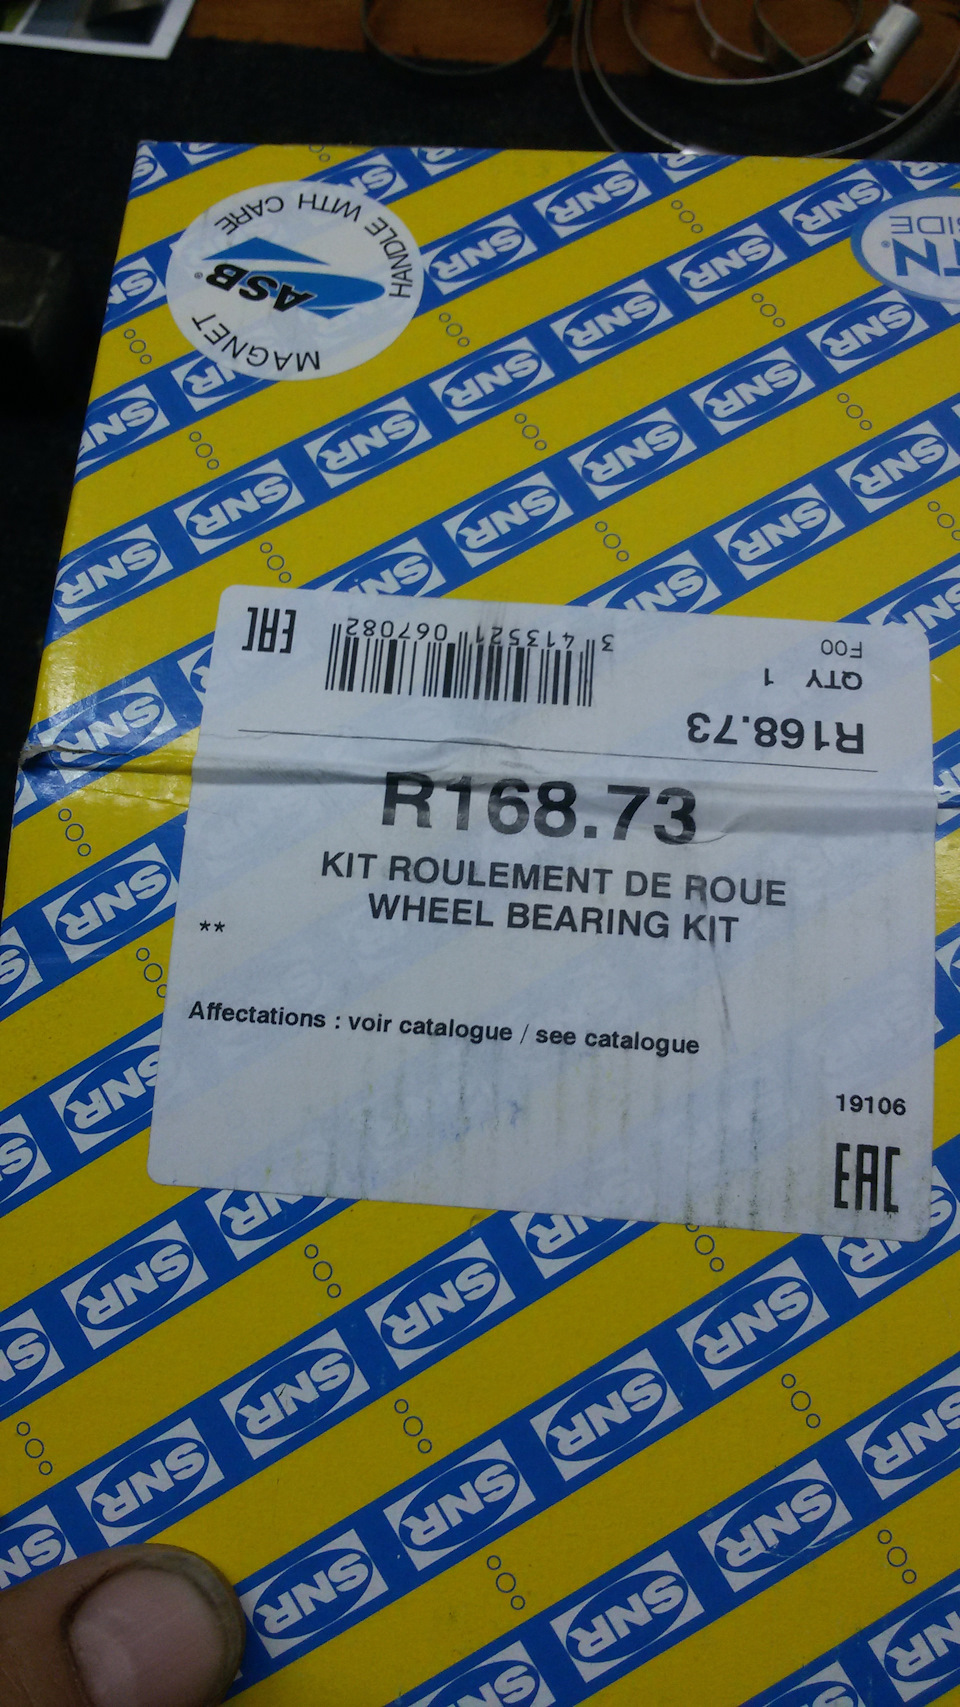 MAGNET
ASB®
HANDLE WITH CARE
SNR
EAC
3 413521 067082
F00
QTY 1
R168.73
R168.73
KIT ROULEMENT DE ROUE
WHEEL BEARING KIT
**
Affectations : voir catalogue / see catalogue
19106
EAC